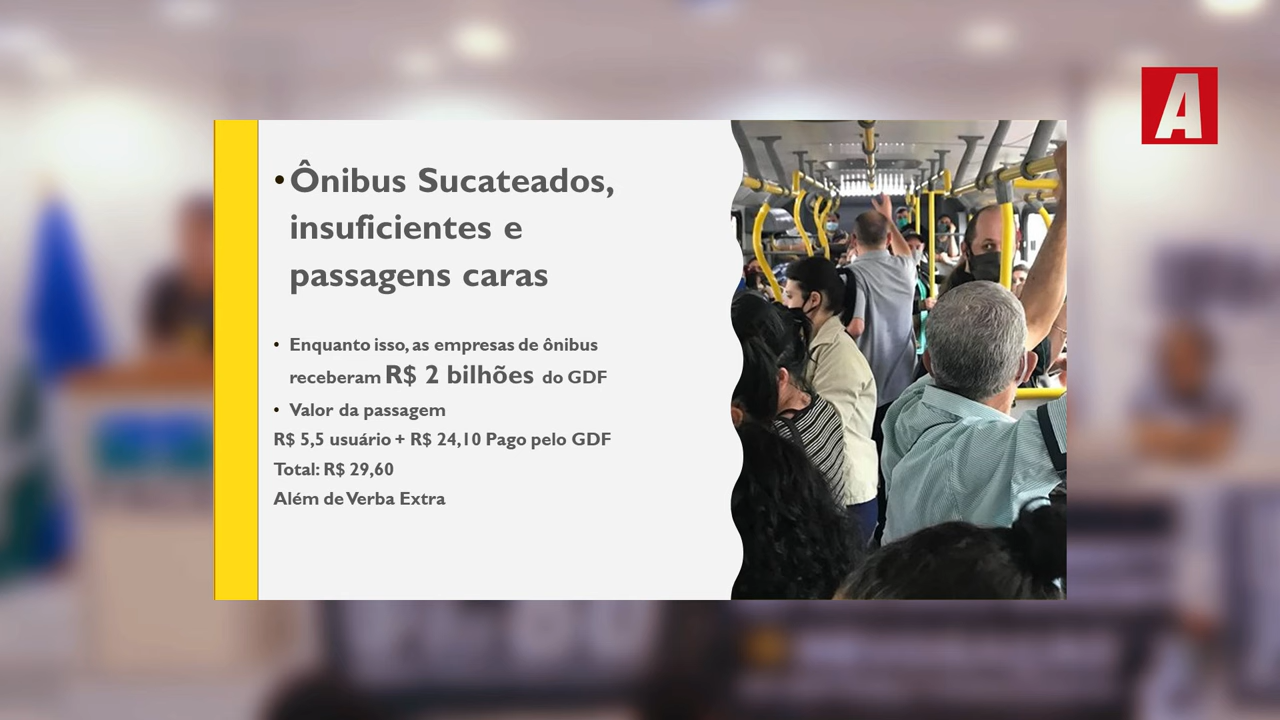 A
• Ônibus Sucateados,
insuficientes e
passagens caras
• Enquanto isso, as empresas de ônibus
receberam R$ 2 bilhões do GDF
• Valor da passagem
R$ 5,5 usuário + R$ 24,10 Pago pelo GDF
Total: R$ 29,60
Além de Verba Extra